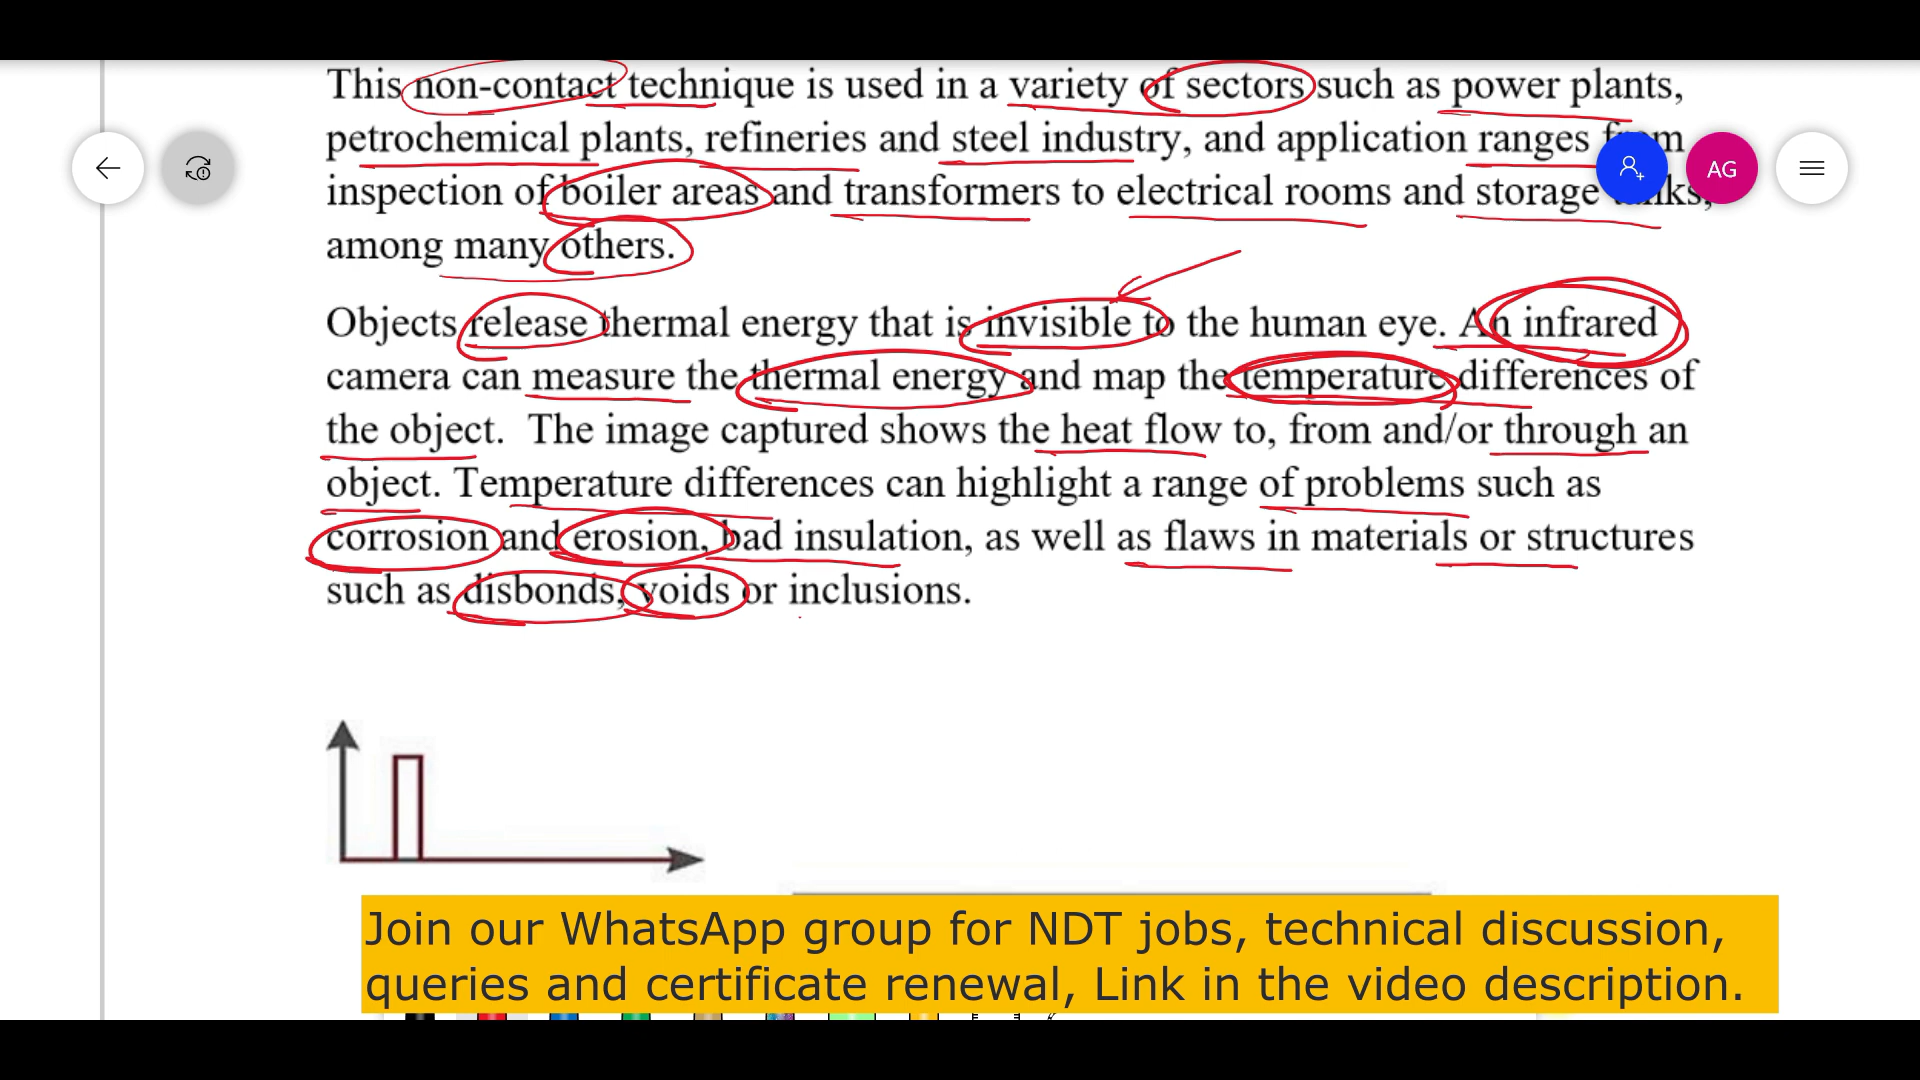 This non-contact technique is used in a variety of sectors such as power plants,
petrochemical plants, refineries and steel industry, and application ranges from
AG
inspection of boiler areas and transformers to electrical rooms and storage tanks,
among many others.
Objects release thermal energy that is invisible to the human eye. An infrared
camera can measure the thermal energy and map the temperature differences of
the object. The image captured shows the heat flow to, from and/or through an
object. Temperature differences can highlight a range of problems such as
corrosion and erosion, bad insulation, as well as flaws in materials or structures
such as disbonds, voids or inclusions.
Join our WhatsApp group for NDT jobs, technical discussion,
queries and certificate renewal, Link in the video description.